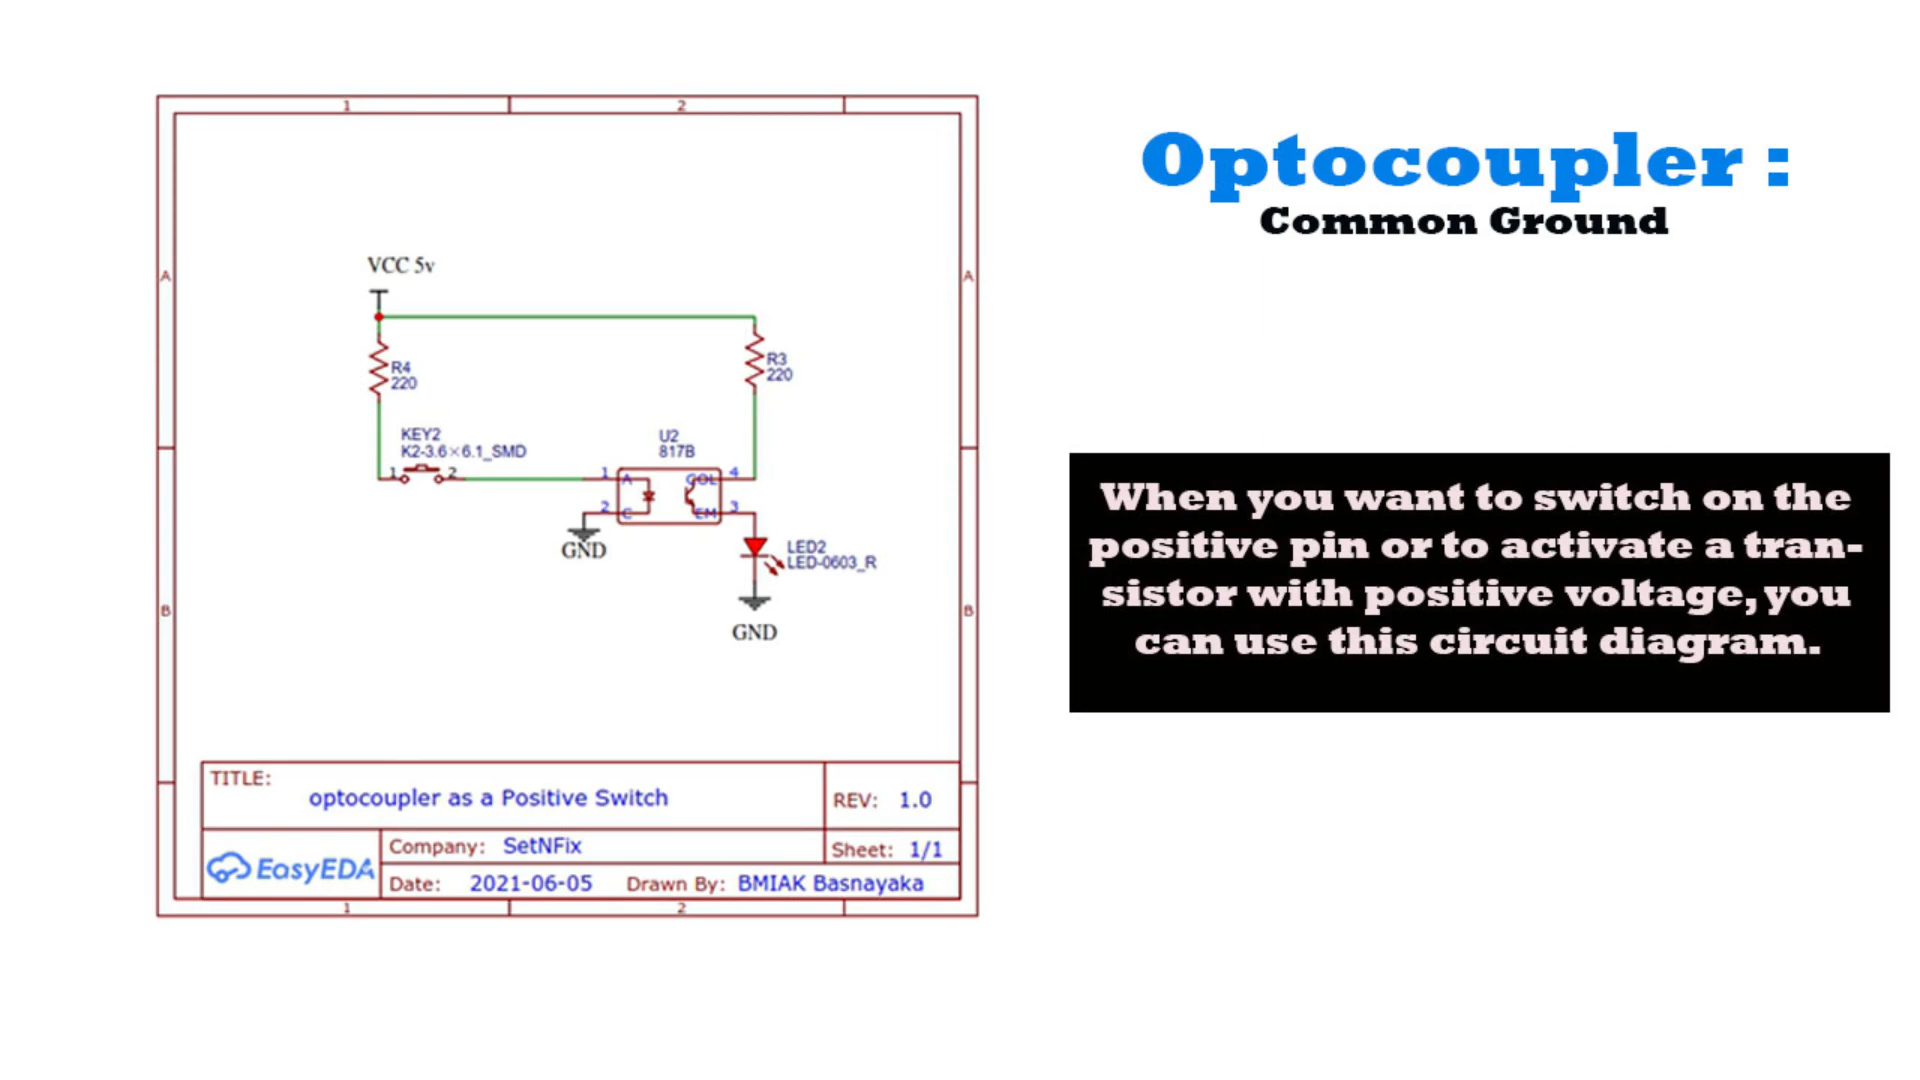 1 2
Optocoupler :
Common Ground
VCC 5v
A A
R4
220
R3
220
KEY2
K2-3.6×6.1_SMD
U2
817B
1 2
1 A COL 4
2 C EM 3
GND
LED2
LED-0603_R
GND
B B
When you want to switch on the
positive pin or to activate a tran-
sistor with positive voltage, you
can use this circuit diagram.
TITLE:
optocoupler as a Positive Switch
REV: 1.0
EasyEDA
Company: SetNFix
Sheet: 1/1
Date: 2021-06-05 Drawn By: BMIAK Basnayaka
1 2